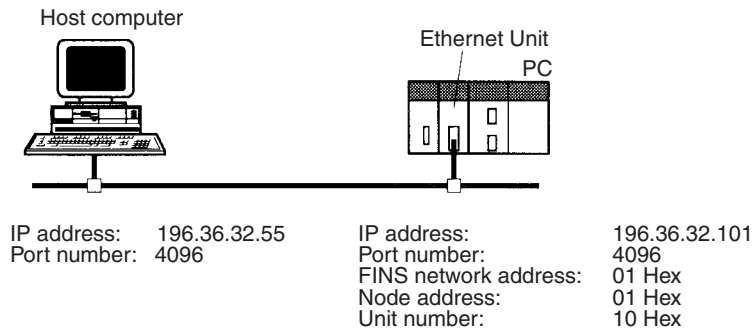 Host computer
Ethernet Unit
PC
IP address: 196.36.32.55
Port number: 4096
IP address: 196.36.32.101
Port number: 4096
FINS network address: 01 Hex
Node address: 01 Hex
Unit number: 10 Hex